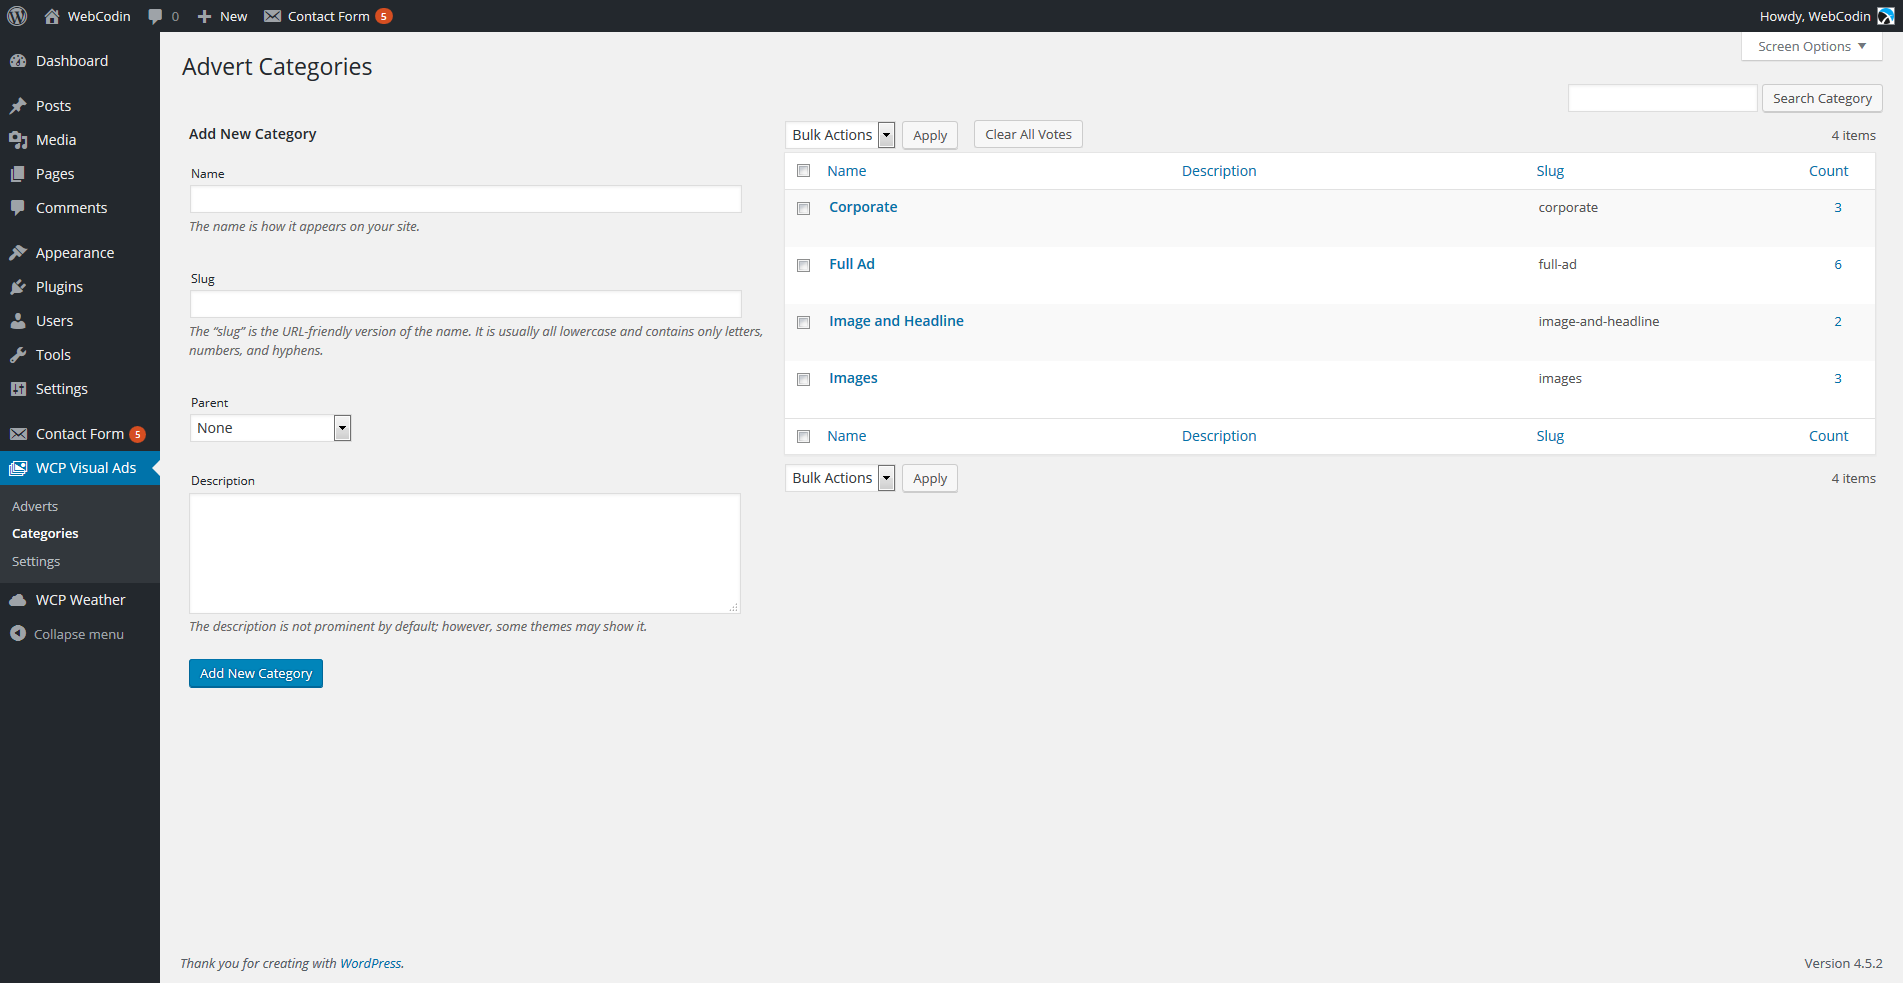 WebCodin 0 New Contact Form 5 Howdy, WebCodin
Screen Options
Dashboard
Posts
Media
Pages
Comments
Appearance
Plugins
Users
Tools
Settings
Contact Form 5
WCP Visual Ads
Adverts
Categories
Settings
WCP Weather
Collapse menu
Advert Categories
Search Category
Add New Category
Name
The name is how it appears on your site.
Slug
The “slug” is the URL-friendly version of the name. It is usually all lowercase and contains only letters,
numbers, and hyphens.
Parent
None
Description
The description is not prominent by default; however, some themes may show it.
Add New Category
Bulk Actions Apply Clear All Votes 4 items
Name Description Slug Count
Corporate corporate 3
Full Ad full-ad 6
Image and Headline image-and-headline 2
Images images 3
Name Description Slug Count
Bulk Actions Apply 4 items
Thank you for creating with WordPress. Version 4.5.2